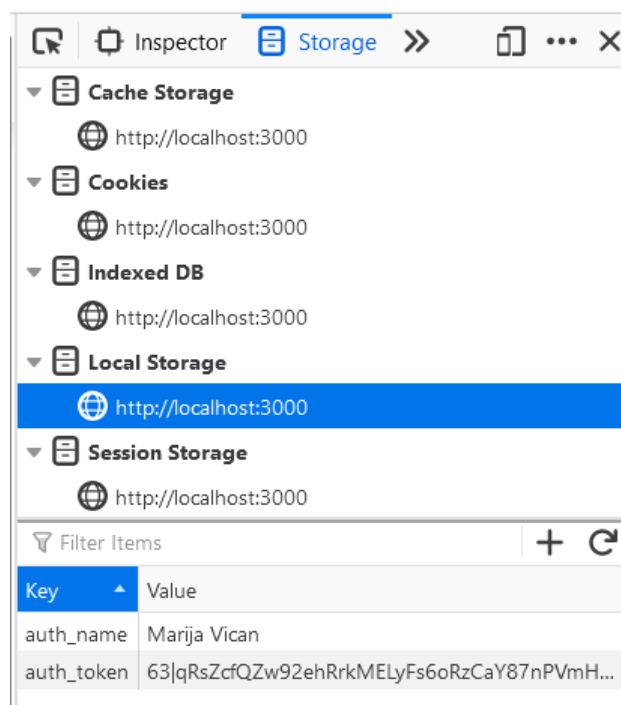 Inspector Storage
Cache Storage
http://localhost:3000
Cookies
http://localhost:3000
Indexed DB
http://localhost:3000
Local Storage
http://localhost:3000
Session Storage
http://localhost:3000
Filter Items
Key Value
auth_name Marija Vican
auth_token 63|qRsZcfQZw92ehRrkMELyFs6oRzCaY87nPVmH...